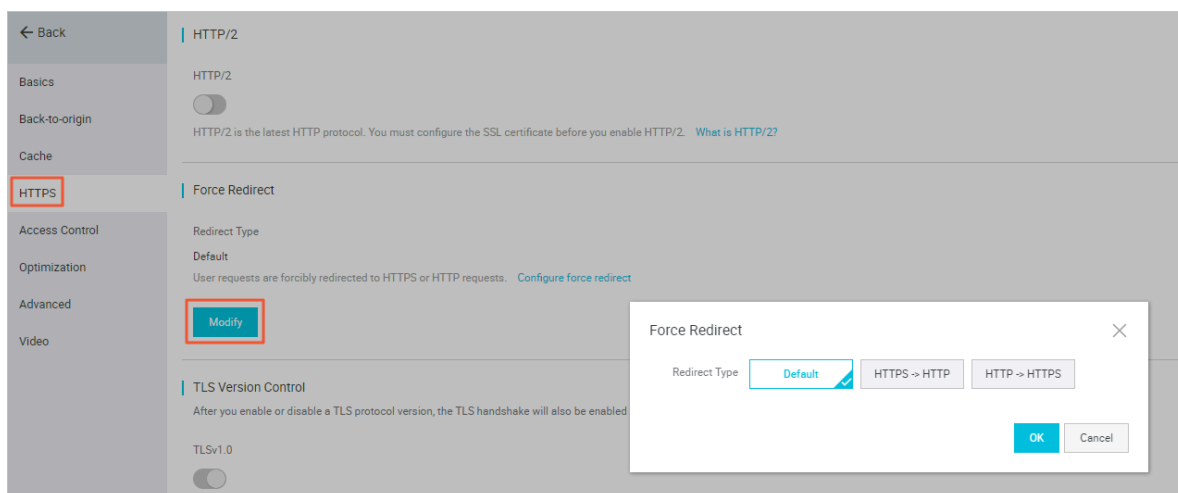 ← Back
Basics
Back-to-origin
Cache
HTTPS
Access Control
Optimization
Advanced
Video
HTTP/2
HTTP/2
HTTP/2 is the latest HTTP protocol. You must configure the SSL certificate before you enable HTTP/2. What is HTTP/2?
Force Redirect
Redirect Type
Default
User requests are forcibly redirected to HTTPS or HTTP requests. Configure force redirect
Modify
TLS Version Control
After you enable or disable a TLS protocol version, the TLS handshake will also be enabled
TLSv1.0
Force Redirect
Redirect Type Default HTTPS -> HTTP HTTP -> HTTPS
OK Cancel